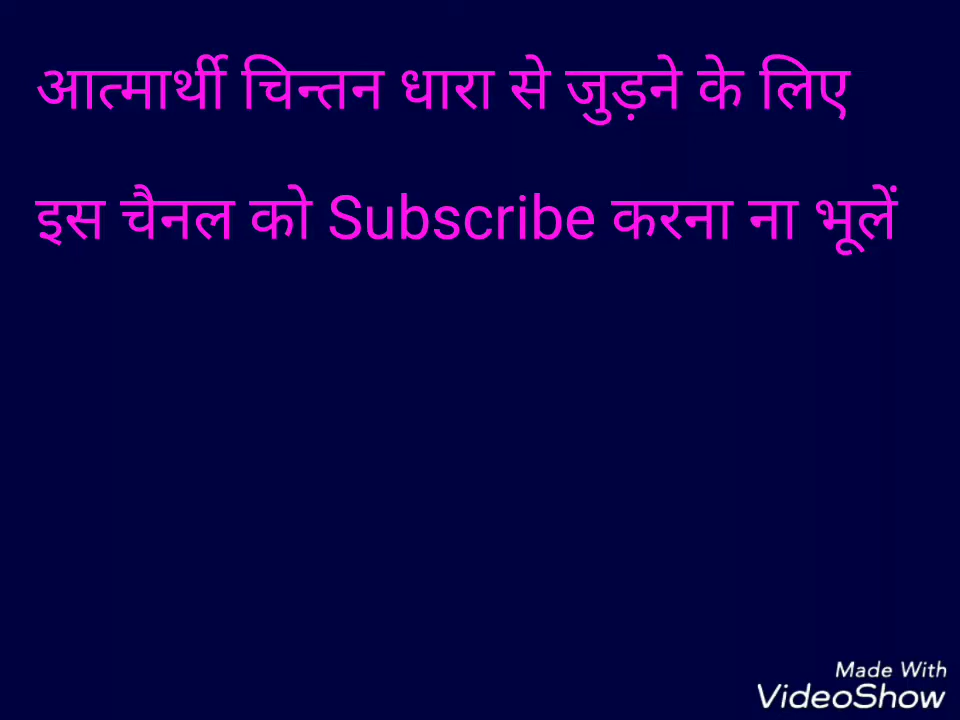 आत्मार्थी चिन्तन धारा से जुड़ने के लिए
इस चैनल को Subscribe करना ना भूलें
Made With
VideoShow